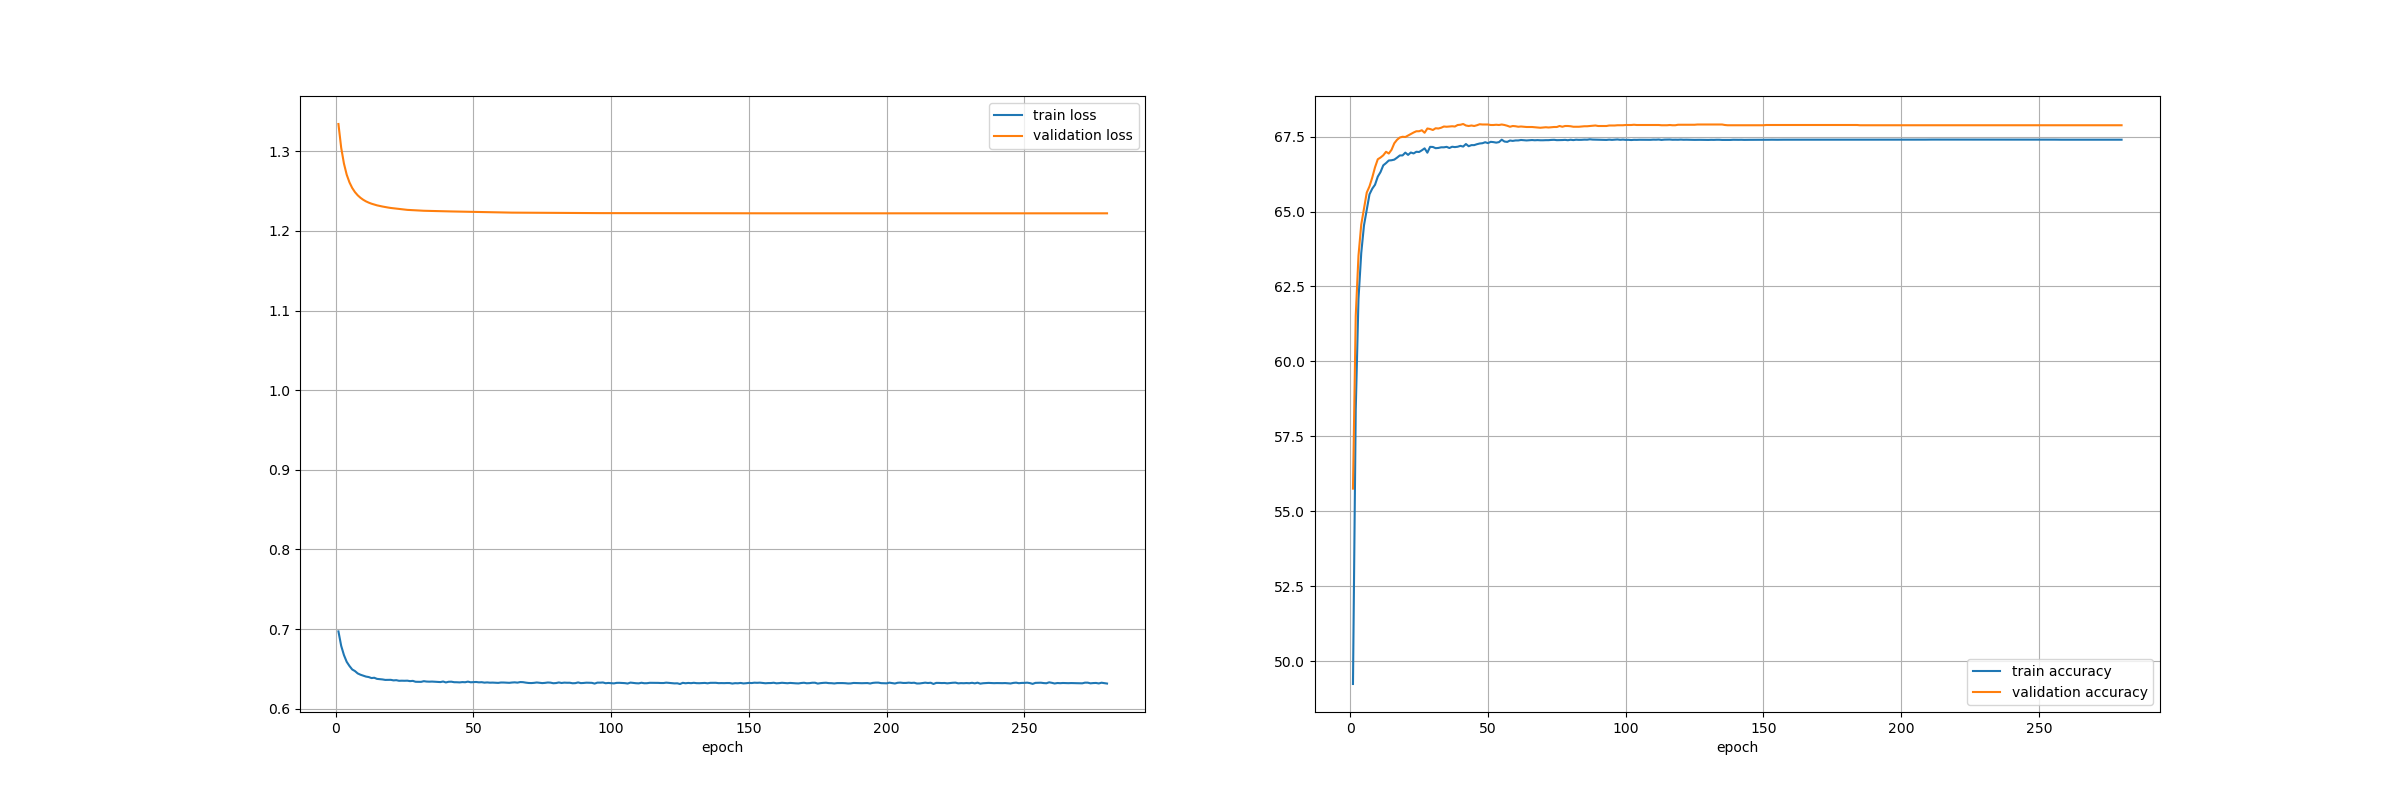 train loss
validation loss
1.3
1.2
1.1
1.0
0.9
0.8
0.7
0.6
0 50 100 150 200 250
epoch
67.5
65.0
62.5
60.0
57.5
55.0
52.5
50.0
train accuracy
validation accuracy
0 50 100 150 200 250
epoch